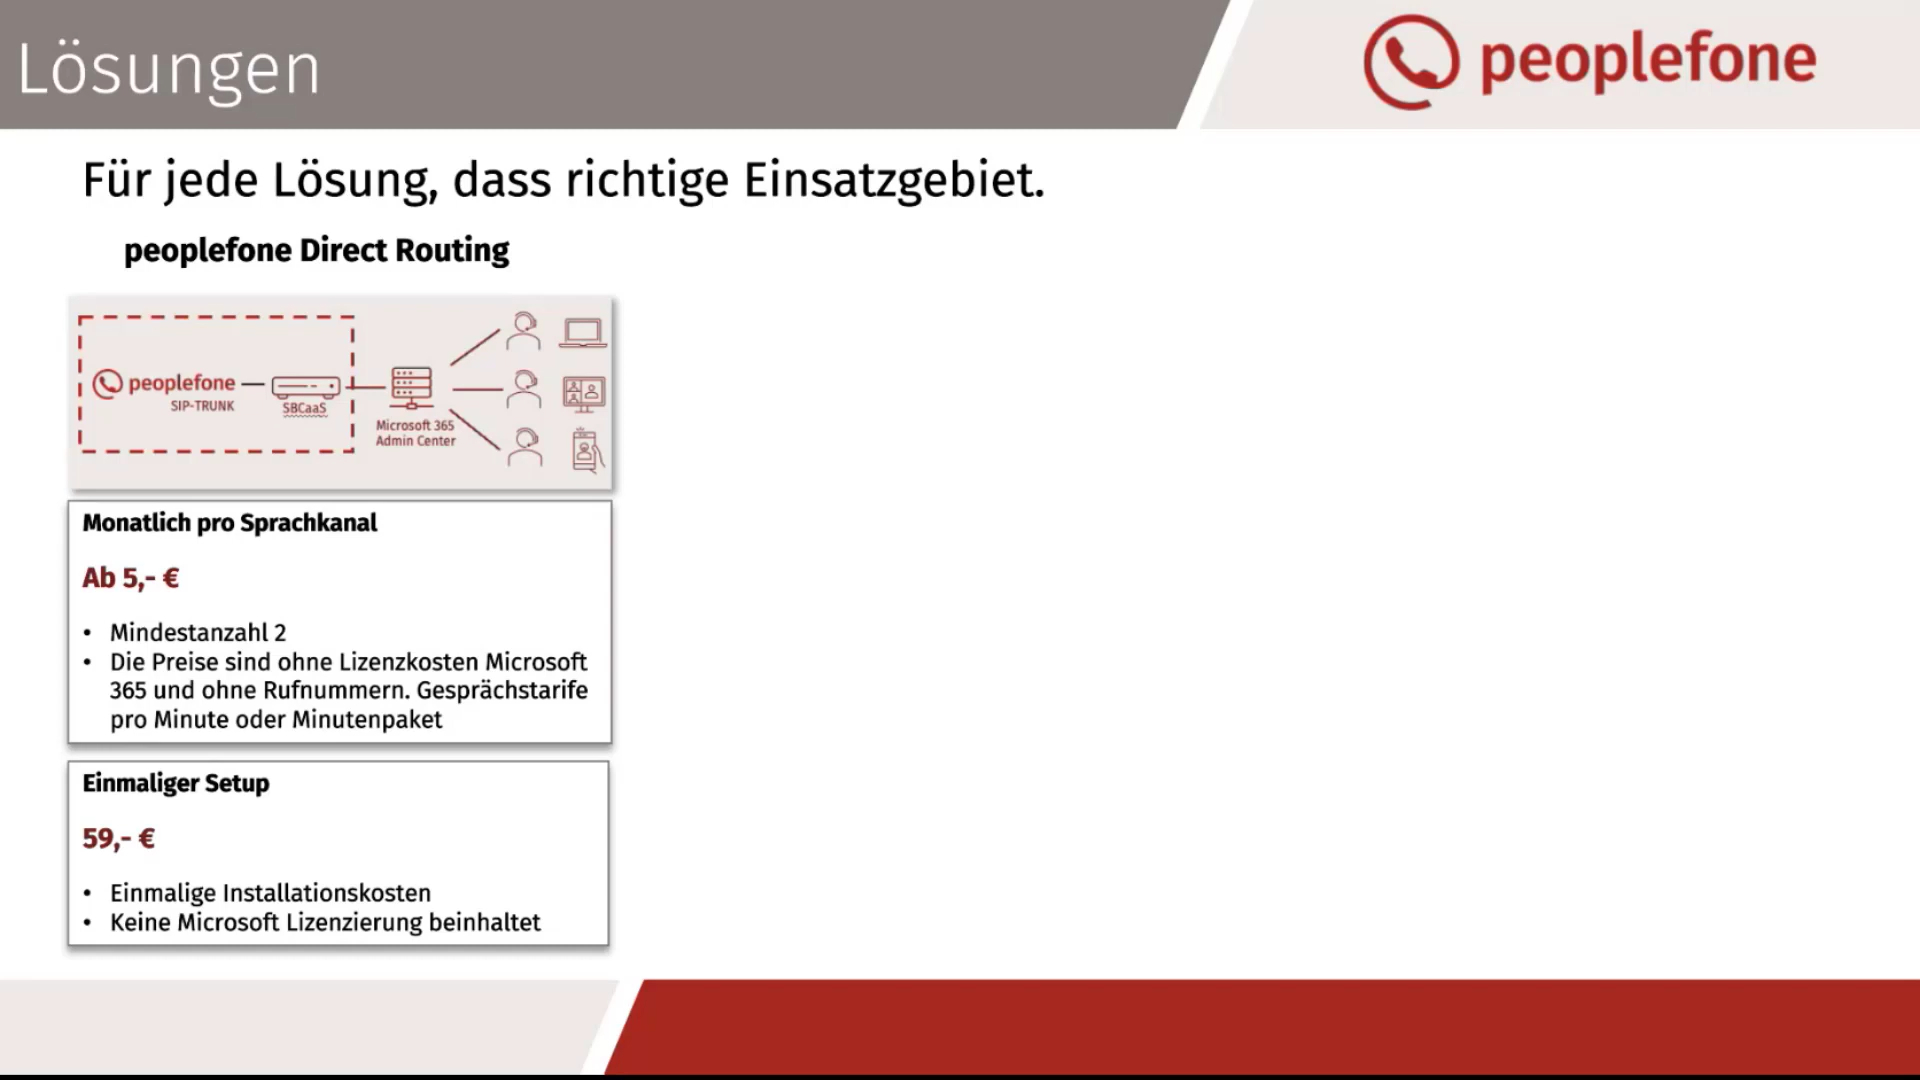 Lösungen
peoplefone
Für jede Lösung, dass richtige Einsatzgebiet.
peoplefone Direct Routing
peoplefone
SIP-TRUNK
SBCaaS
Microsoft 365
Admin Center
Monatlich pro Sprachkanal
Ab 5,- €
• Mindestanzahl 2
• Die Preise sind ohne Lizenzkosten Microsoft
365 und ohne Rufnummern. Gesprächstarife
pro Minute oder Minutenpaket
Einmaliger Setup
59,- €
• Einmalige Installationskosten
• Keine Microsoft Lizenzierung beinhaltet